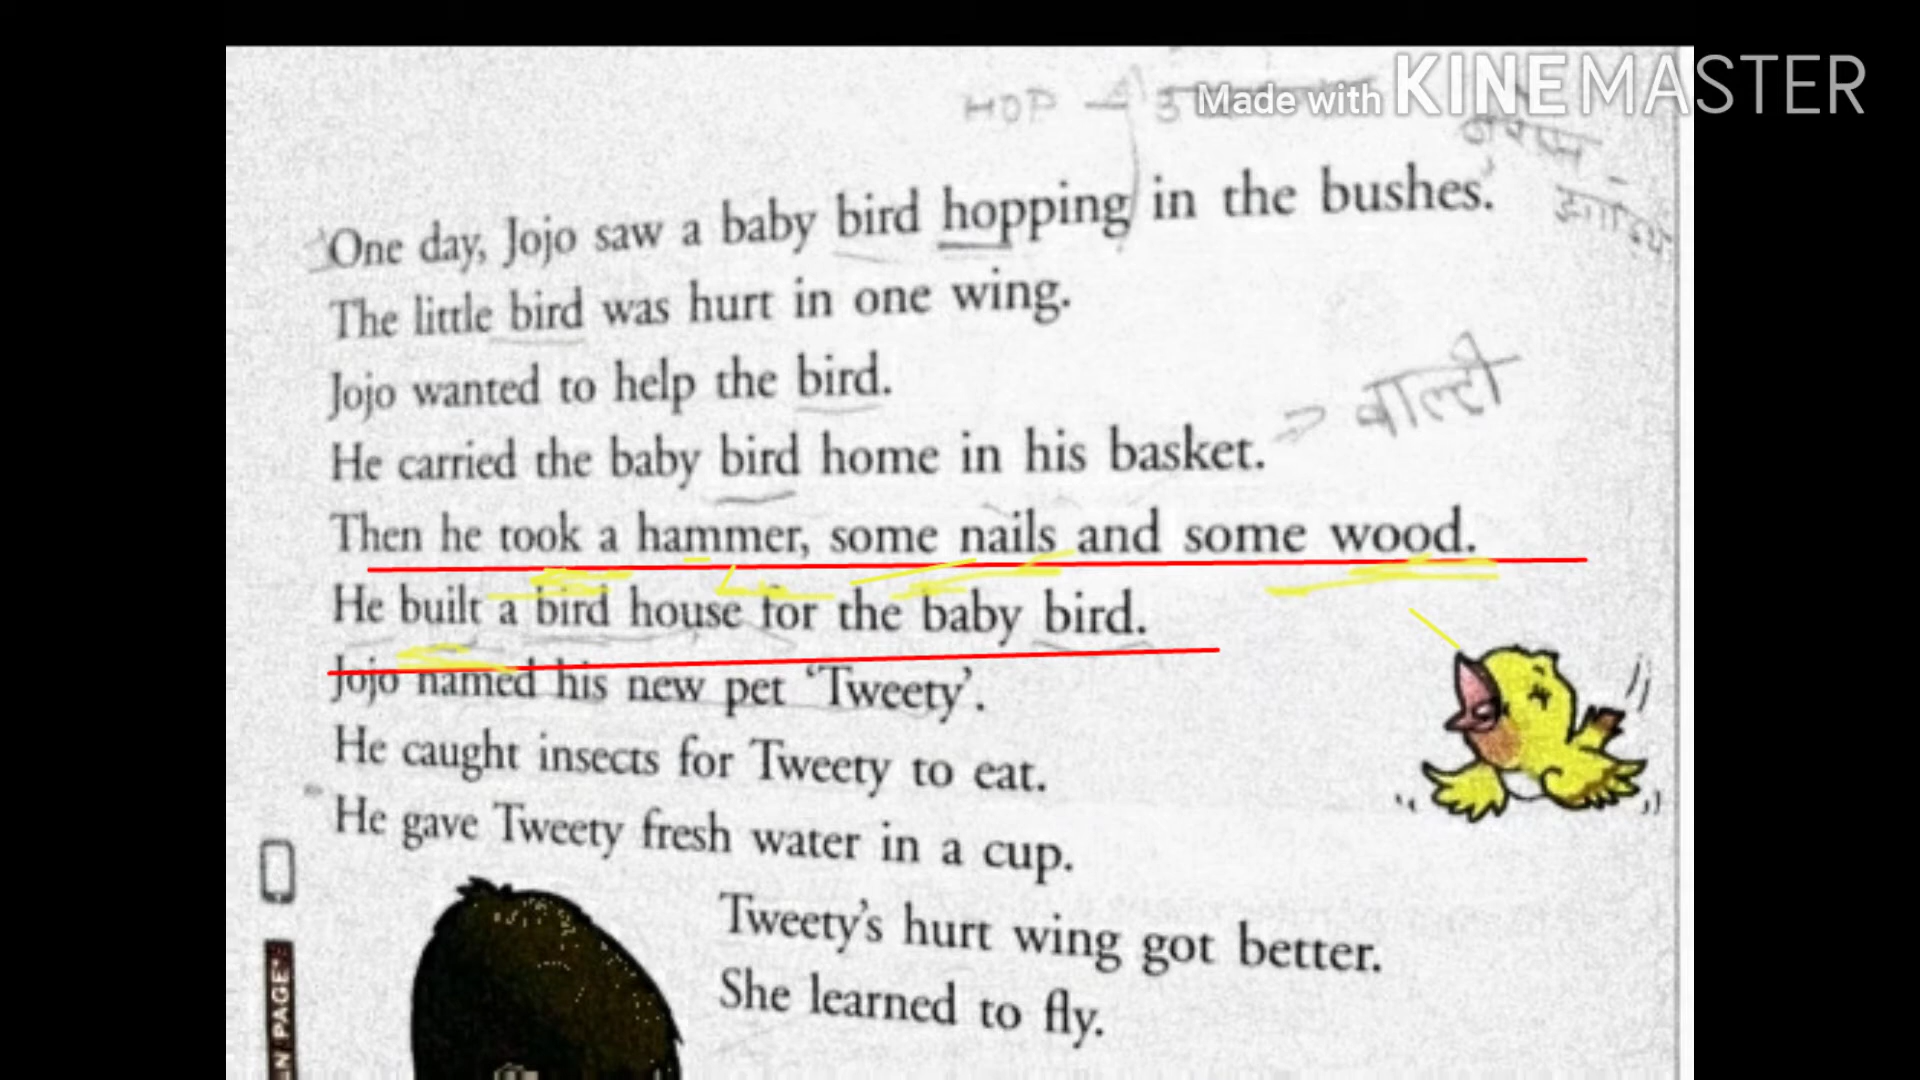 Made with KINEMASTER
HOP
One day, Jojo saw a baby bird hopping in the bushes.
The little bird was hurt in one wing.
Jojo wanted to help the bird.
He carried the baby bird home in his basket. बाल्टी
Then he took a hammer, some nails and some wood.
He built a bird house for the baby bird.
Jojo named his new pet ‘Tweety’.
He caught insects for Tweety to eat.
He gave Tweety fresh water in a cup.
Tweety’s hurt wing got better.
She learned to fly.
PAGE